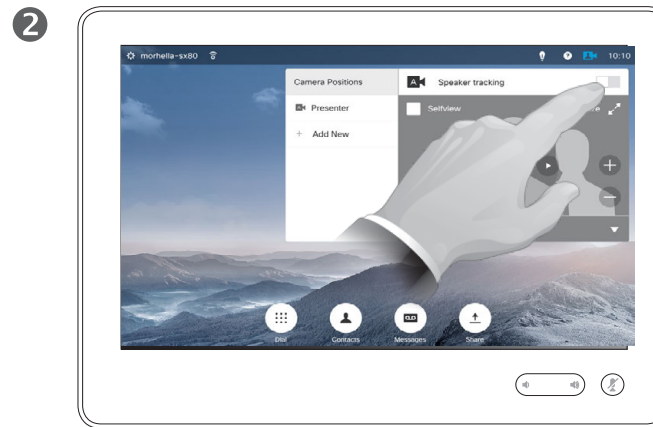 2
morhella-sx80 10:10
Camera Positions
Speaker tracking
Presenter
Selfview
Add New
Dial
Contacts
Messages
Share